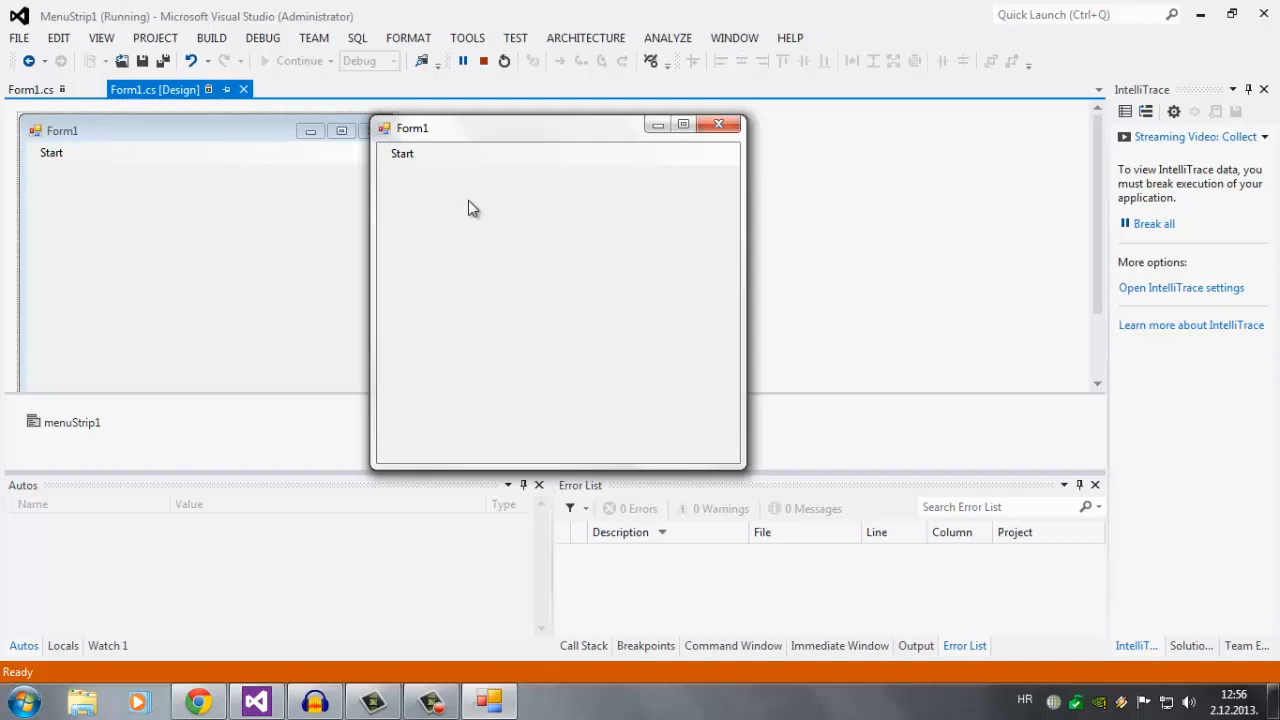 MenuStrip1 (Running) - Microsoft Visual Studio (Administrator)
Quick Launch (Ctrl+Q)
FILE EDIT VIEW PROJECT BUILD DEBUG TEAM SQL FORMAT TOOLS TEST ARCHITECTURE ANALYZE WINDOW HELP
Continue Debug
Form1.cs Form1.cs [Design]
IntelliTrace
Form1
Start
Form1
Start
Streaming Video: Collect
To view IntelliTrace data, you
must break execution of your
application.
Break all
More options:
Open IntelliTrace settings
Learn more about IntelliTrace
menuStrip1
Autos
Name Value Type
Error List
0 Errors 0 Warnings 0 Messages Search Error List
Description File Line Column Project
Autos Locals Watch 1
Call Stack Breakpoints Command Window Immediate Window Output Error List
IntelliT... Solutio... Team E...
Ready
HR
12:56
2.12.2013.